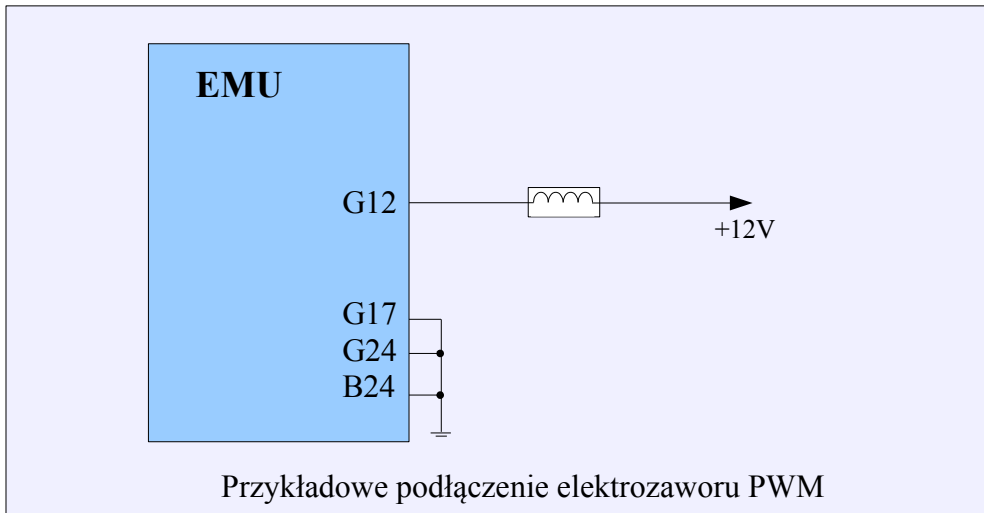 EMU
G12
+12V
G17
G24
B24
Przykładowe podłączenie elektrozaworu PWM